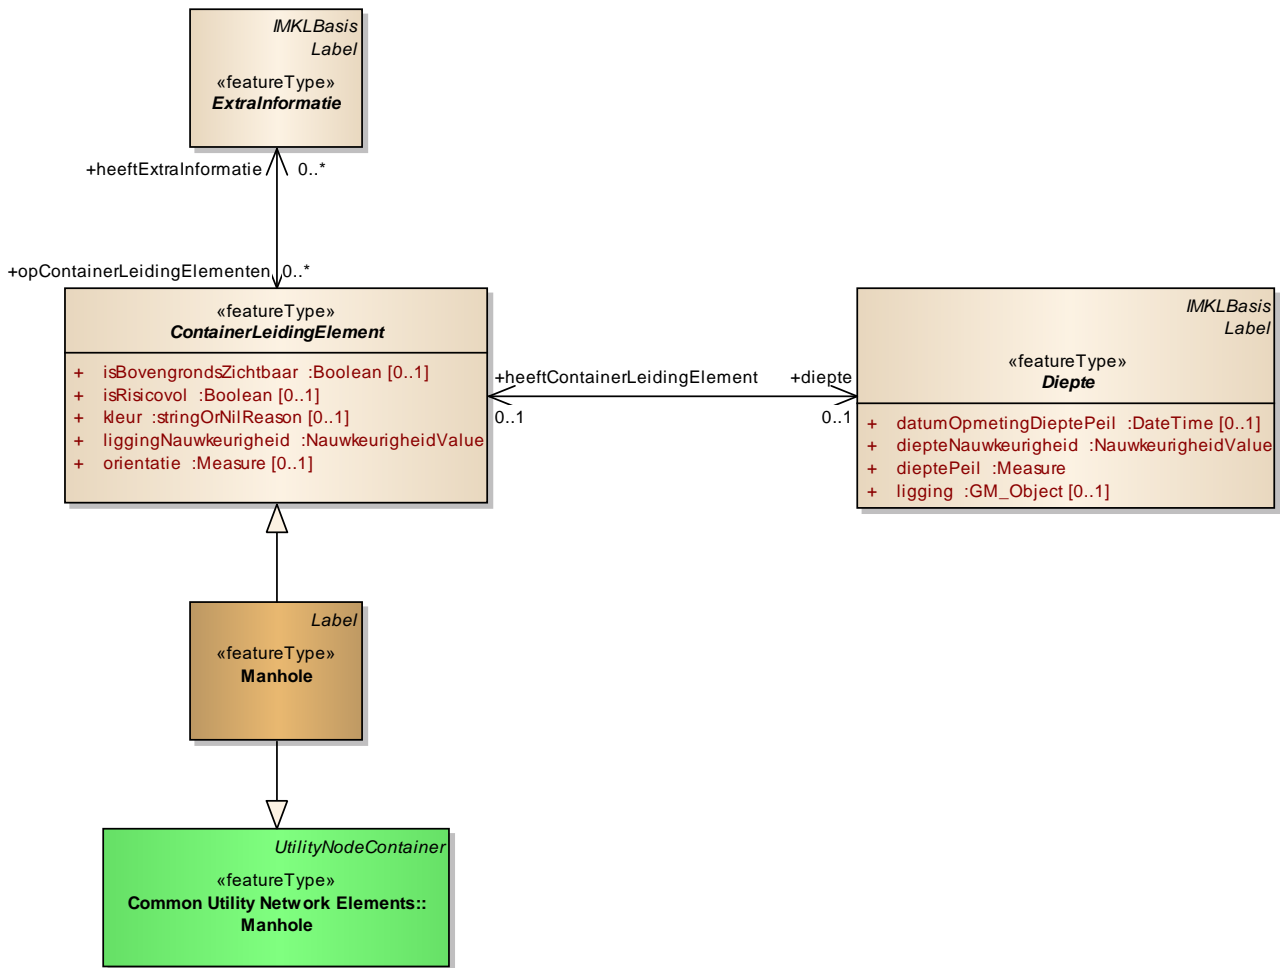 IMKLBasis
Label
«featureType»
ExtraInformatie
+heeftExtraInformatie 0..*
+opContainerLeidingElementen 0..*
«featureType»
ContainerLeidingElement
+ isBovengrondsZichtbaar :Boolean [0..1]
+ isRisicovol :Boolean [0..1]
+ kleur :stringOrNilReason [0..1]
+ liggingNauwkeurigheid :NauwkeurigheidValue
+ orientatie :Measure [0..1]
+heeftContainerLeidingElement +diepte
0..1 0..1
IMKLBasis
Label
«featureType»
Diepte
+ datumOpmetingDieptePeil :DateTime [0..1]
+ diepteNauwkeurigheid :NauwkeurigheidValue
+ dieptePeil :Measure
+ ligging :GM_Object [0..1]
Label
«featureType»
Manhole
UtilityNodeContainer
«featureType»
Common Utility Network Elements::
Manhole